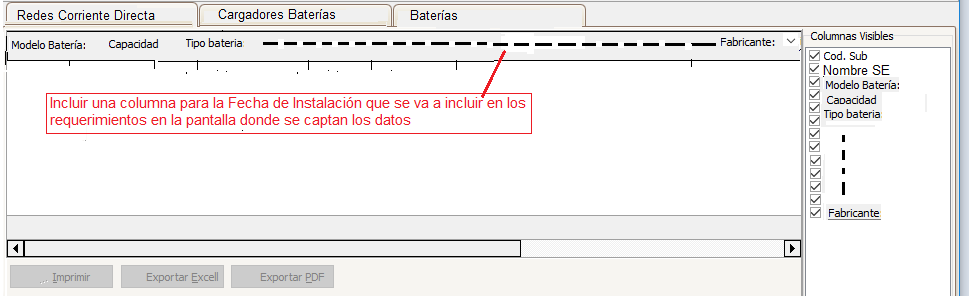 Redes Corriente Directa Cargadores Baterías Baterías
Modelo Batería: Capacidad Tipo bateria Fabricante:
Incluir una columna para la Fecha de Instalación que se va a incluir en los
requerimientos en la pantalla donde se captan los datos
Columnas Visibles
Cod. Sub
Nombre SE
Modelo Batería:
Capacidad
Tipo bateria
Fabricante
Imprimir Exportar Excell Exportar PDF